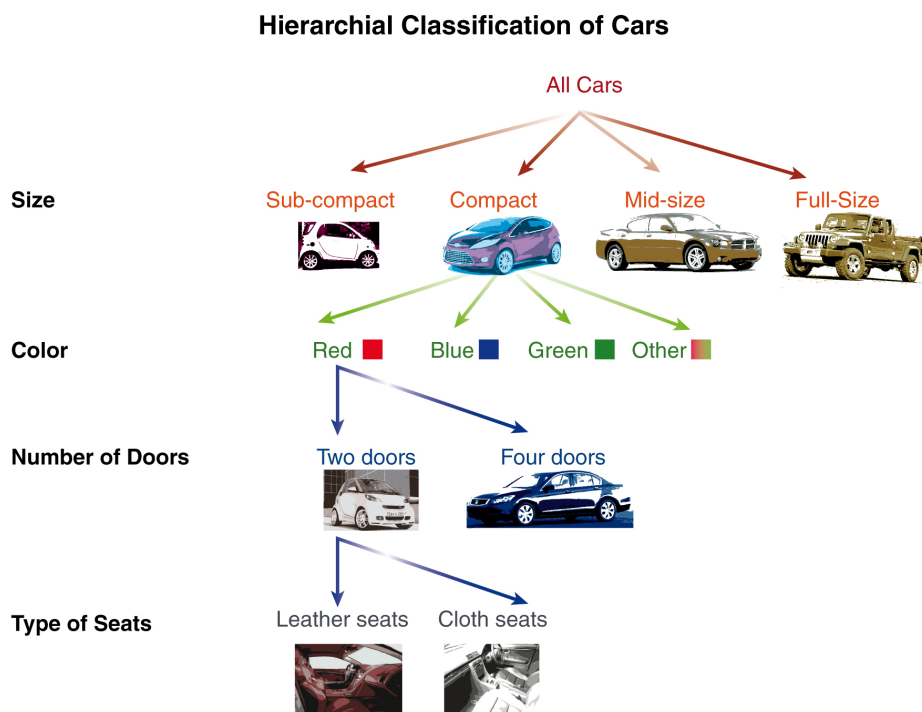 Hierarchial Classification of Cars
All Cars
Size
Sub-compact
Compact
Mid-size
Full-Size
Color
Red
Blue
Green
Other
Number of Doors
Two doors
Four doors
Type of Seats
Leather seats
Cloth seats